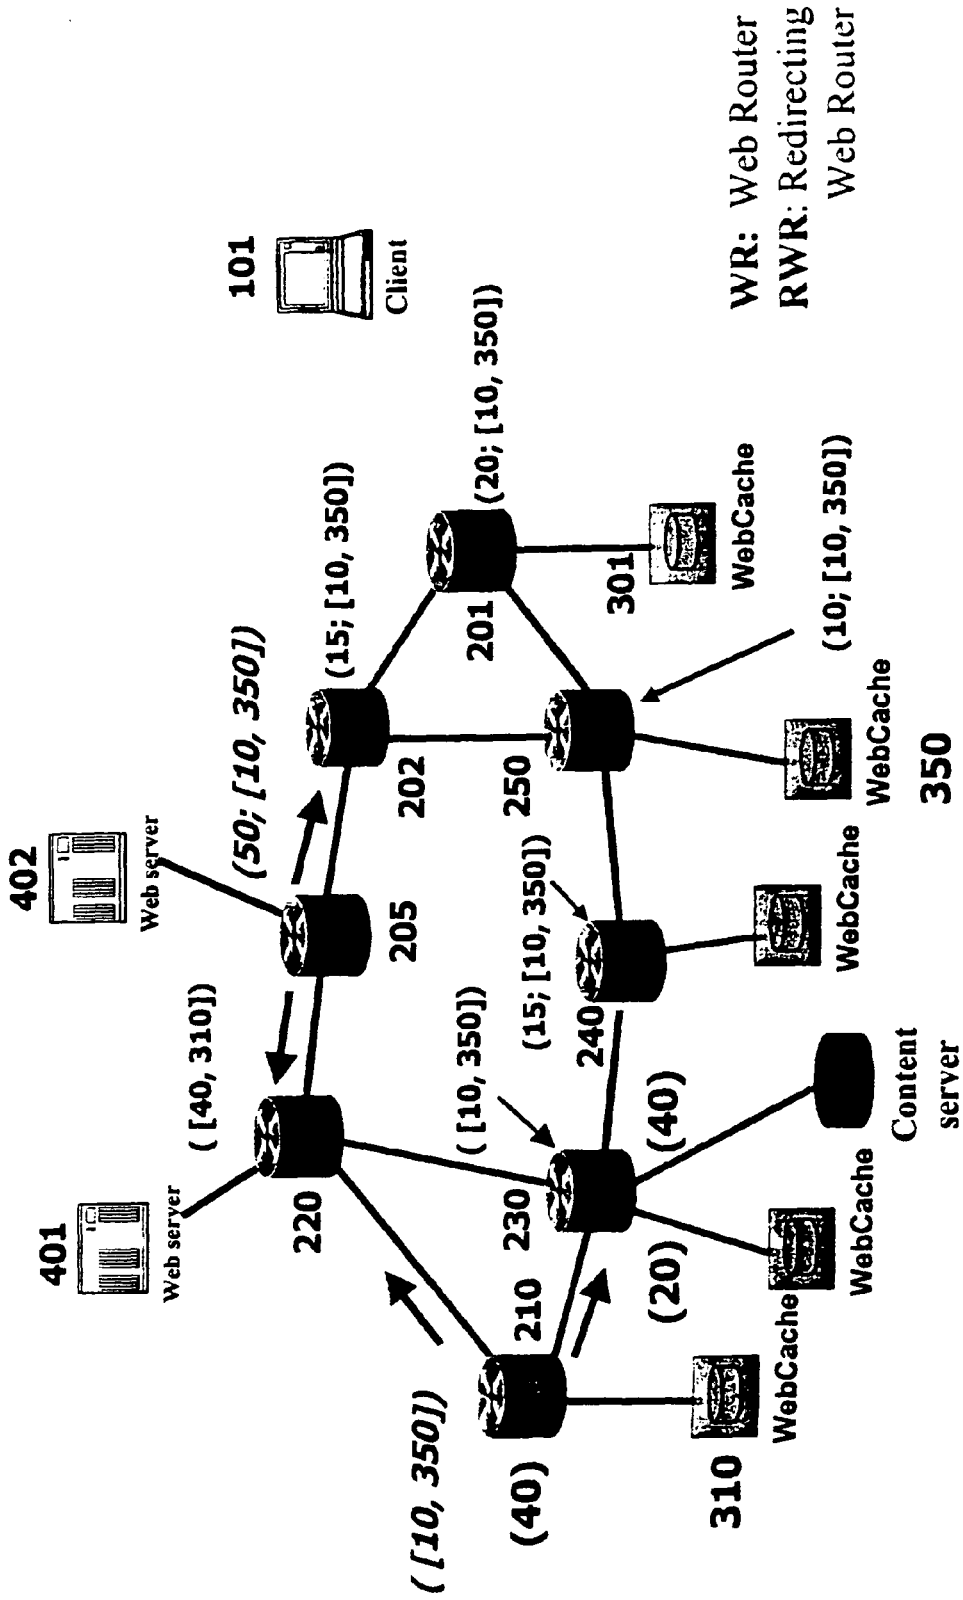 401
Web server
402
Web server
101
Client
( [40, 310])
(50; [10, 350])
(15; [10, 350])
220
205
202
( [10, 350])
(20; [10, 350])
( [10, 350])
(15; [10, 350])
201
(40)
210
230
240
250
301
WebCache
(20)
(40)
(10; [10, 350])
310
WebCache
WebCache
Content
server
WebCache
WebCache
350
WR: Web Router
RWR: Redirecting
Web Router